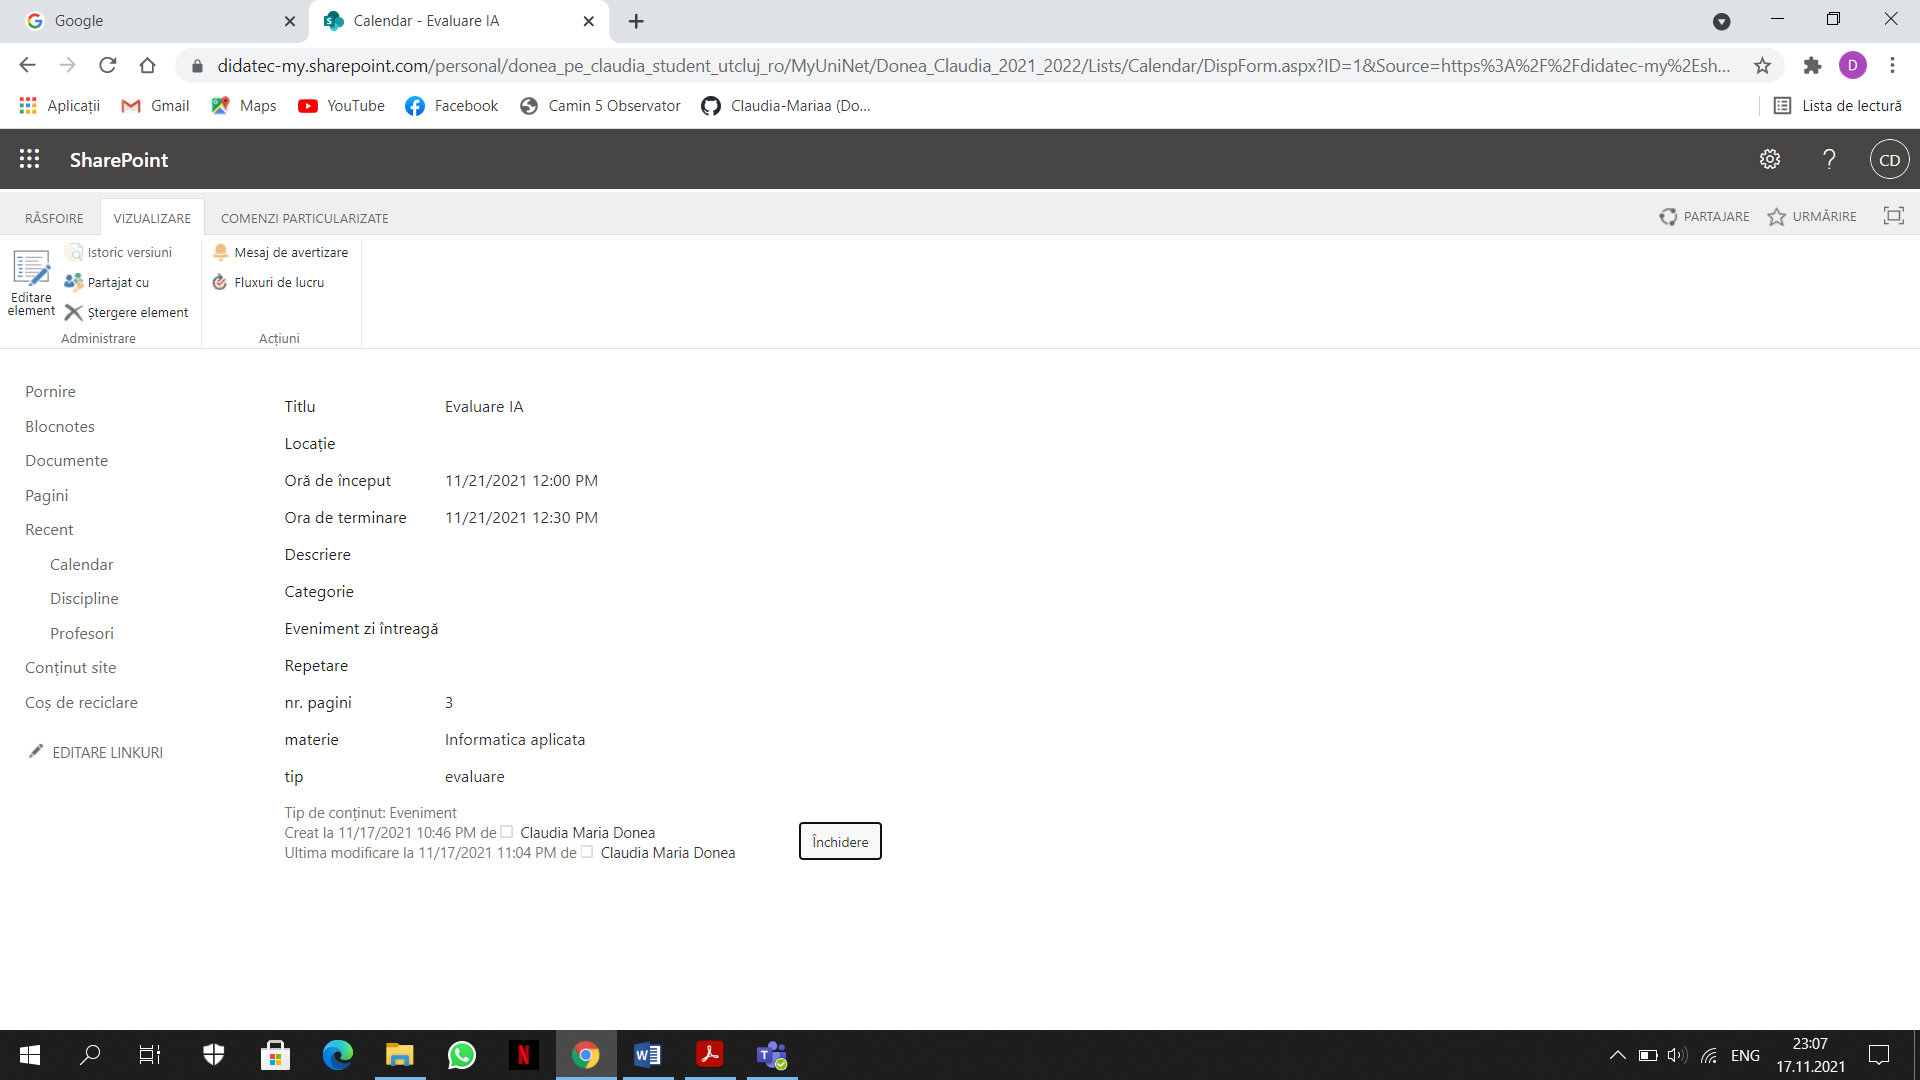 Google
Calendar - Evaluare IA
didatec-my.sharepoint.com/personal/donea_pe_claudia_student_utcluj_ro/MyUniNet/Donea_Claudia_2021_2022/Lists/Calendar/DispForm.aspx?ID=1&Source=https%3A%2F%2Fdidatec-my%2Esh...
D
Aplicații Gmail Maps YouTube Facebook Camin 5 Observator Claudia-Mariaa (Do... Lista de lectură
SharePoint
? CD
RĂSFOIRE VIZUALIZARE COMENZI PARTICULARIZATE PARTAJARE URMĂRIRE
Editare element
Istoric versiuni
Partajat cu
Ștergere element
Administrare
Mesaj de avertizare
Fluxuri de lucru
Acțiuni
Pornire
Blocnotes
Documente
Pagini
Recent
Calendar
Discipline
Profesori
Conținut site
Coș de reciclare
EDITARE LINKURI
Titlu Evaluare IA
Locație
Oră de început 11/21/2021 12:00 PM
Ora de terminare 11/21/2021 12:30 PM
Descriere
Categorie
Eveniment zi întreagă
Repetare
nr. pagini 3
materie Informatica aplicata
tip evaluare
Tip de conținut: Eveniment
Creat la 11/17/2021 10:46 PM de Claudia Maria Donea
Ultima modificare la 11/17/2021 11:04 PM de Claudia Maria Donea
Închidere
ENG
23:07
17.11.2021